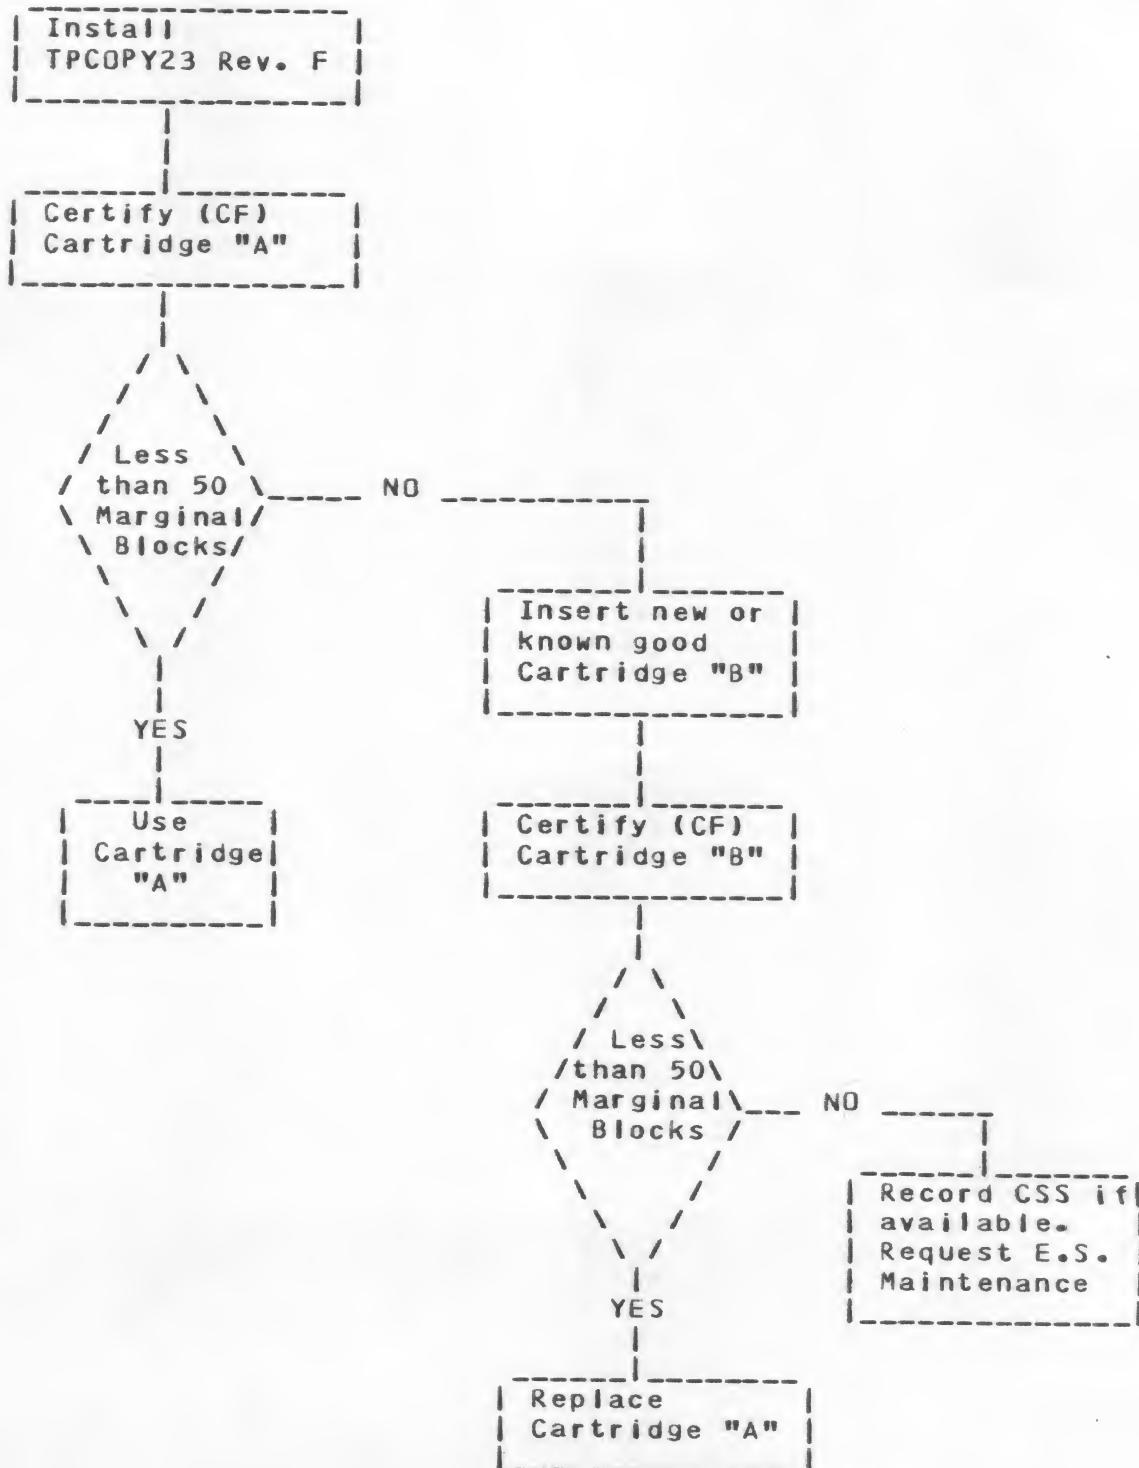 Install
TPCOPY23 Rev. F
Certify (CF)
Cartridge "A"
Less
than 50
Marginal
Blocks
NO
YES
Use
Cartridge
"A"
Insert new or
known good
Cartridge "B"
Certify (CF)
Cartridge "B"
Less
than 50
Marginal
Blocks
NO
YES
Record CSS if
available.
Request E.S.
Maintenance
Replace
Cartridge "A"